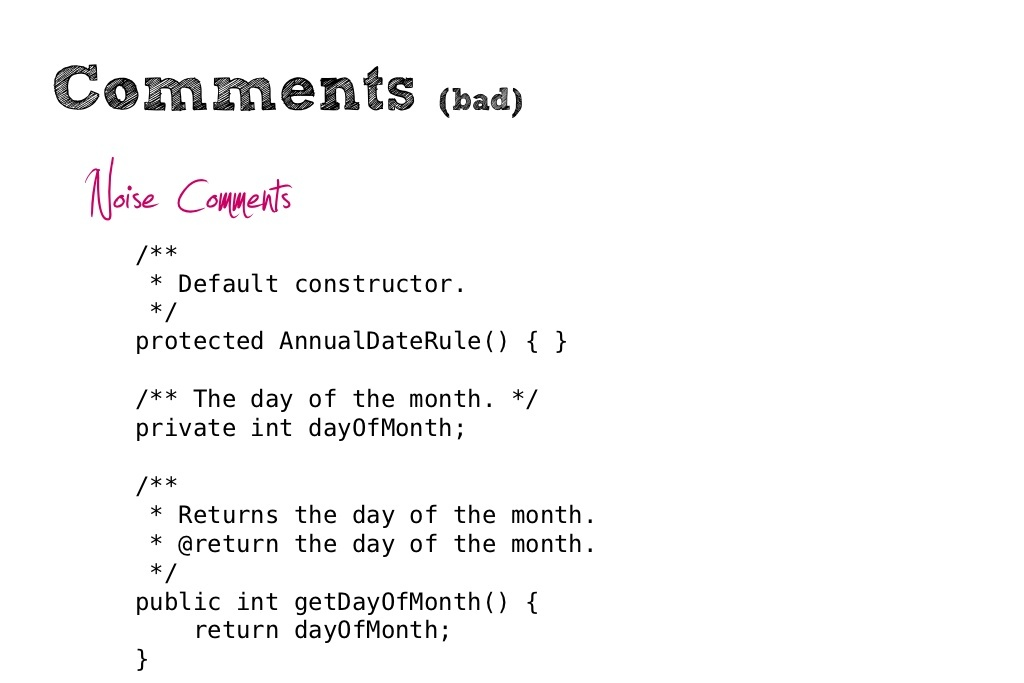 Comments (bad)
Noise Comments
/**
 * Default constructor.
 */
protected AnnualDateRule() { }

/** The day of the month. */
private int dayOfMonth;

/**
 * Returns the day of the month.
 * @return the day of the month.
 */
public int getDayOfMonth() {
    return dayOfMonth;
}